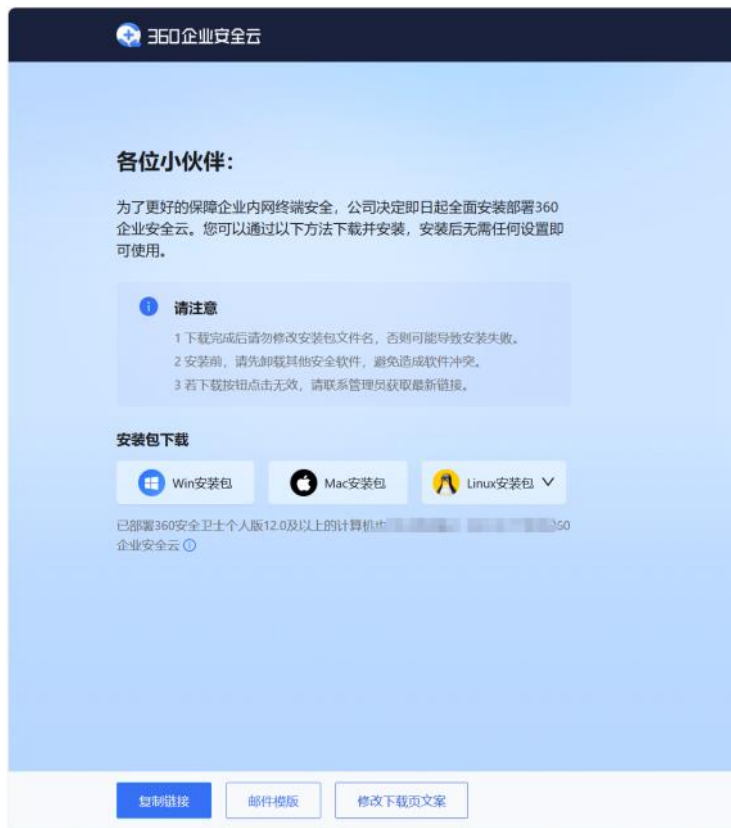 360企业安全云
各位小伙伴：
为了更好的保障企业内网终端安全，公司决定即日起全面安装部署360
企业安全云。您可以通过以下方法下载并安装，安装后无需任何设置即
可使用。
请注意
1 下载完成后请勿修改安装包文件名，否则可能导致安装失败。
2 安装前，请先卸载其他安全软件，避免造成软件冲突。
3 若下载按钮点击无效，请联系管理员获取最新链接。
安装包下载
Win安装包 Mac安装包 Linux安装包
已部署360安全卫士个人版12.0及以上的计算机 360
企业安全云
复制链接 邮件模版 修改下载页文案